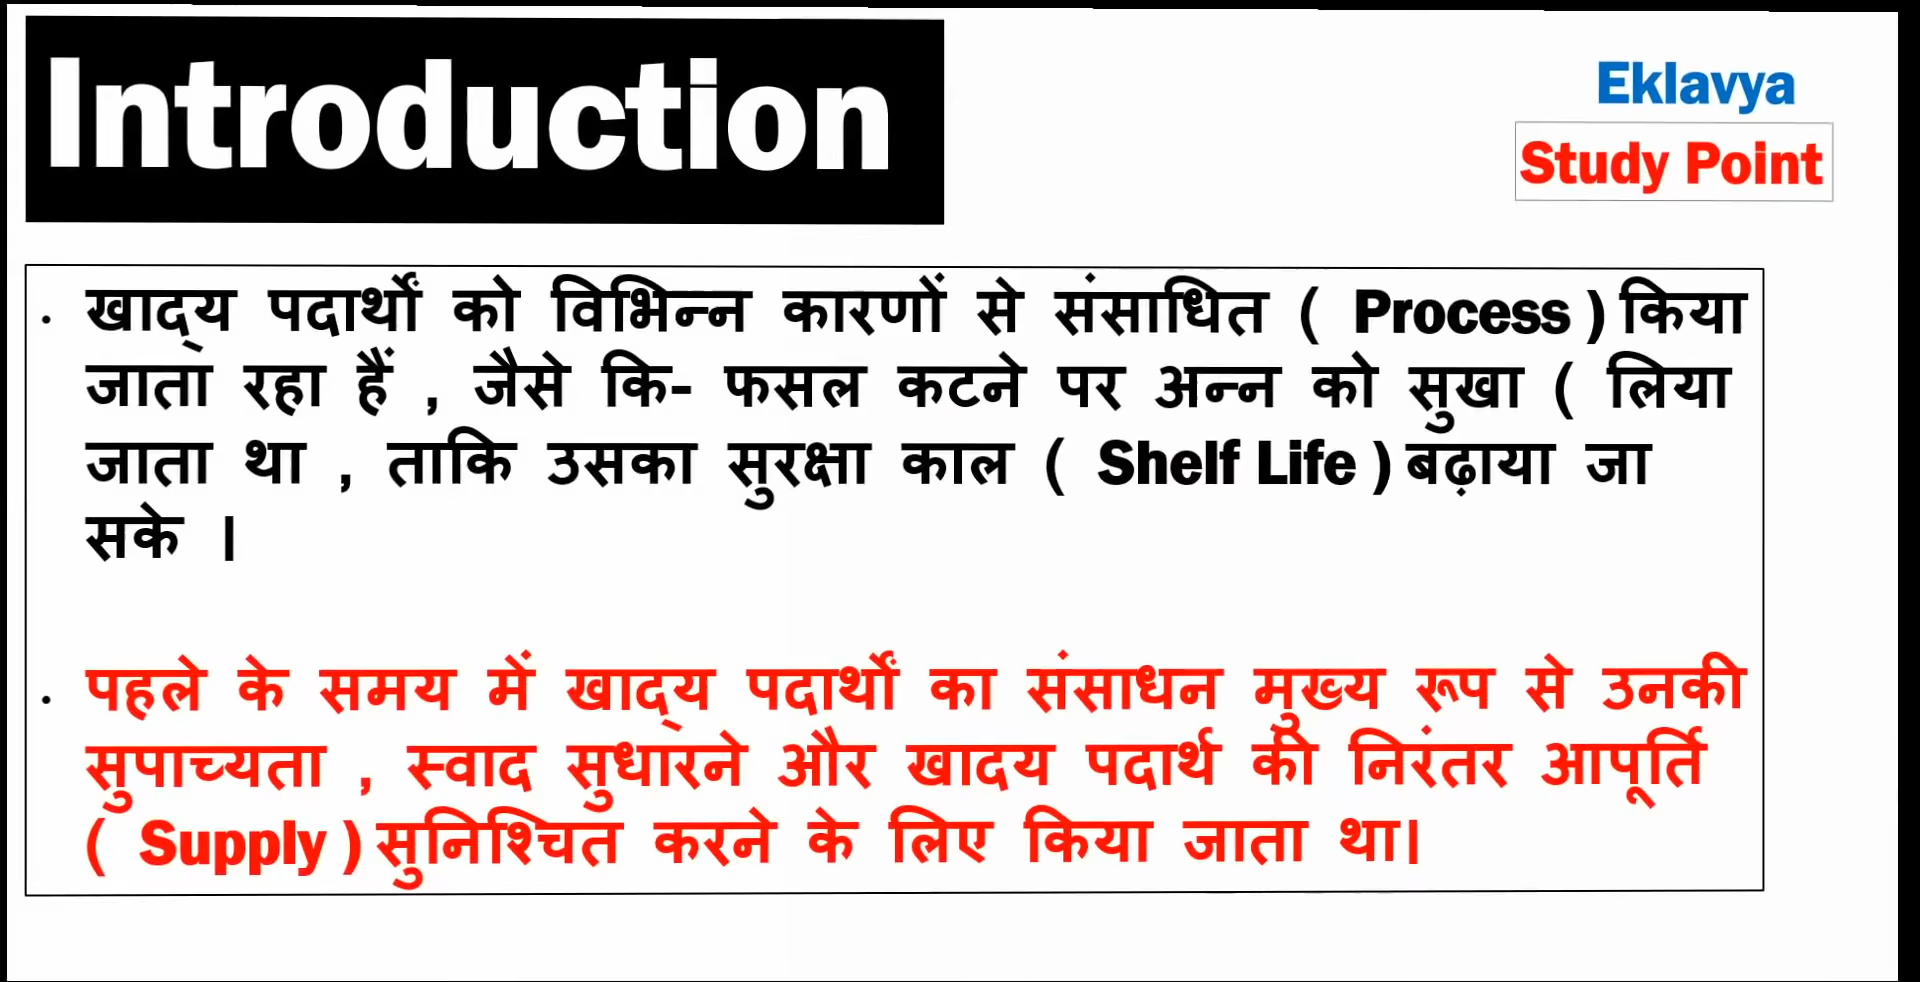 Introduction
Eklavya
Study Point
• खाद्य पदार्थों को विभिन्न कारणों से संसाधित ( Process ) किया
जाता रहा हैं , जैसे कि- फसल कटने पर अन्न को सुखा ( लिया
जाता था , ताकि उसका सुरक्षा काल ( Shelf Life ) बढ़ाया जा
सके ।
• पहले के समय में खाद्य पदार्थों का संसाधन मुख्य रूप से उनकी
सुपाच्यता , स्वाद सुधारने और खादय पदार्थ की निरंतर आपूर्ति
( Supply ) सुनिश्चित करने के लिए किया जाता था।